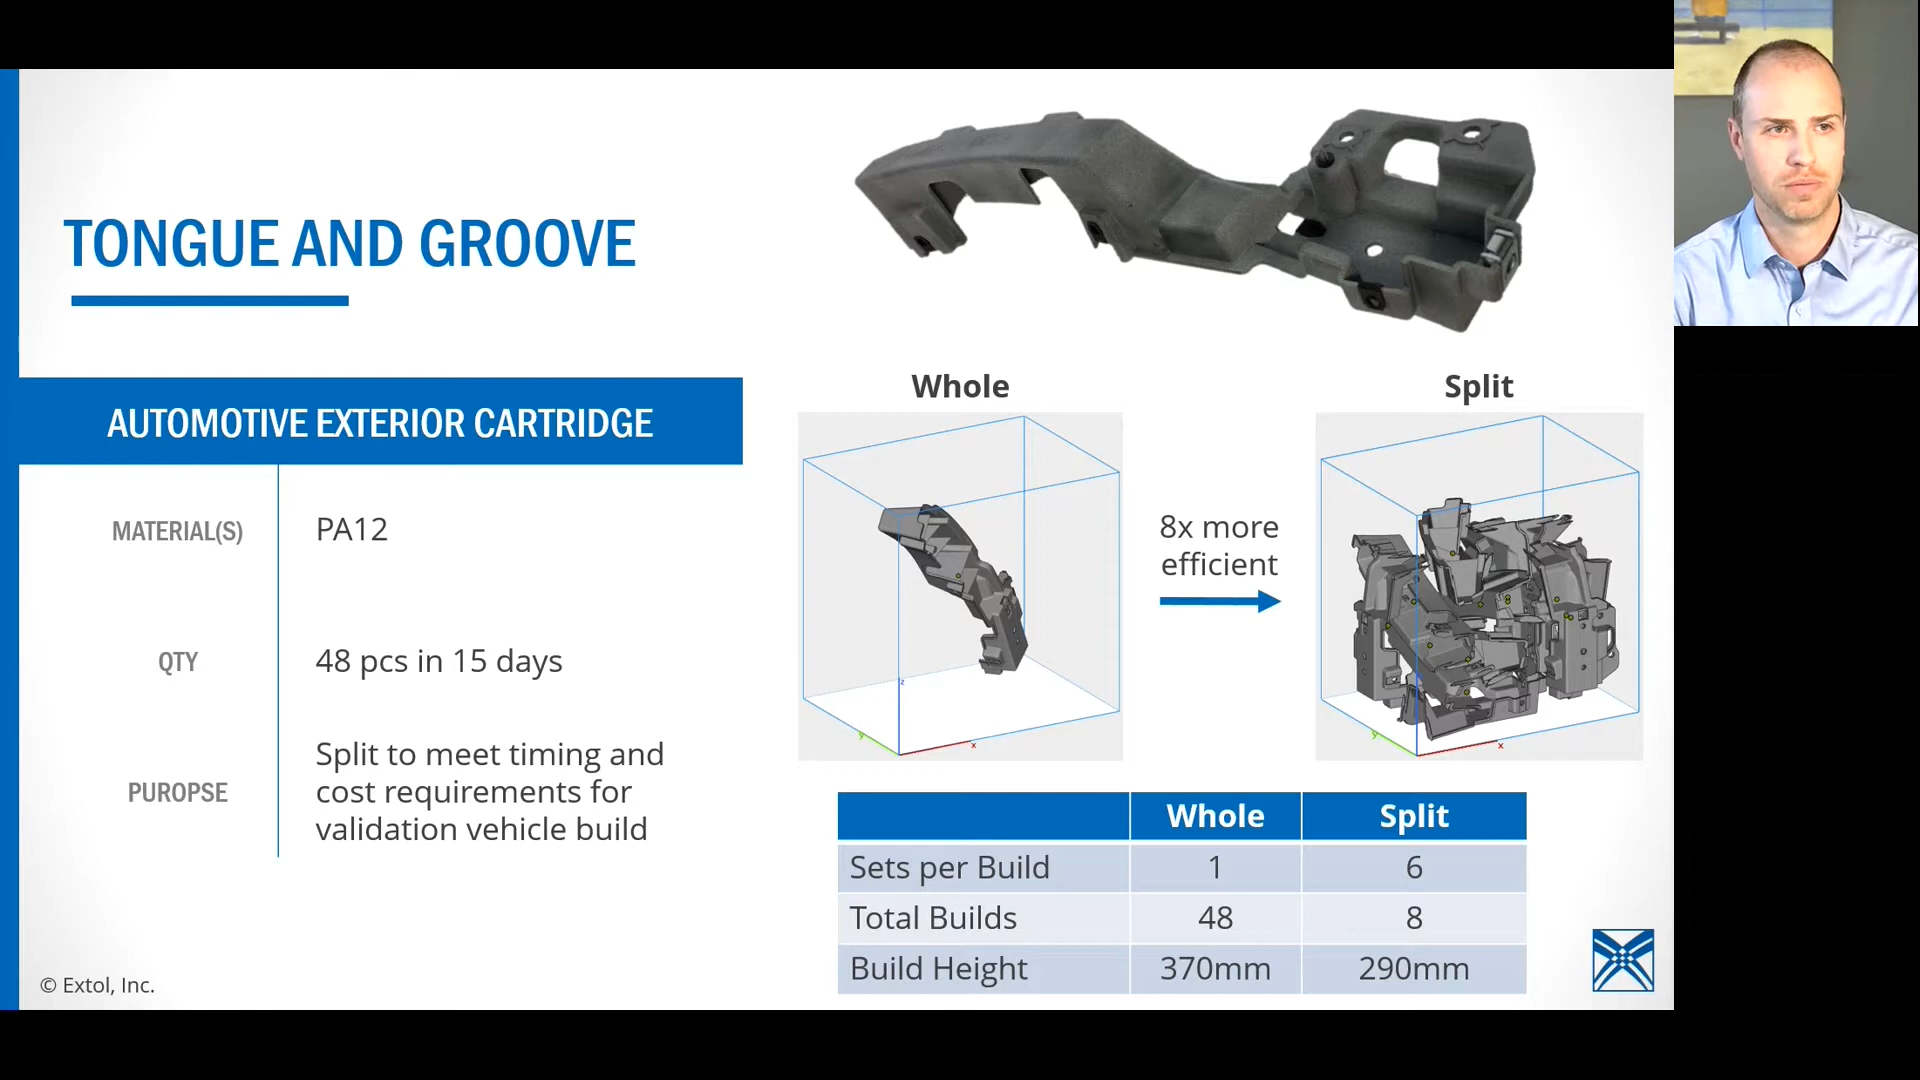 TONGUE AND GROOVE
AUTOMOTIVE EXTERIOR CARTRIDGE
MATERIAL(S)
PA12
QTY
48 pcs in 15 days
PUROPSE
Split to meet timing and
cost requirements for
validation vehicle build
Whole
Split
8x more
efficient
z
y
x
y
x
Whole Split
Sets per Build 1 6
Total Builds 48 8
Build Height 370mm 290mm
© Extol, Inc.